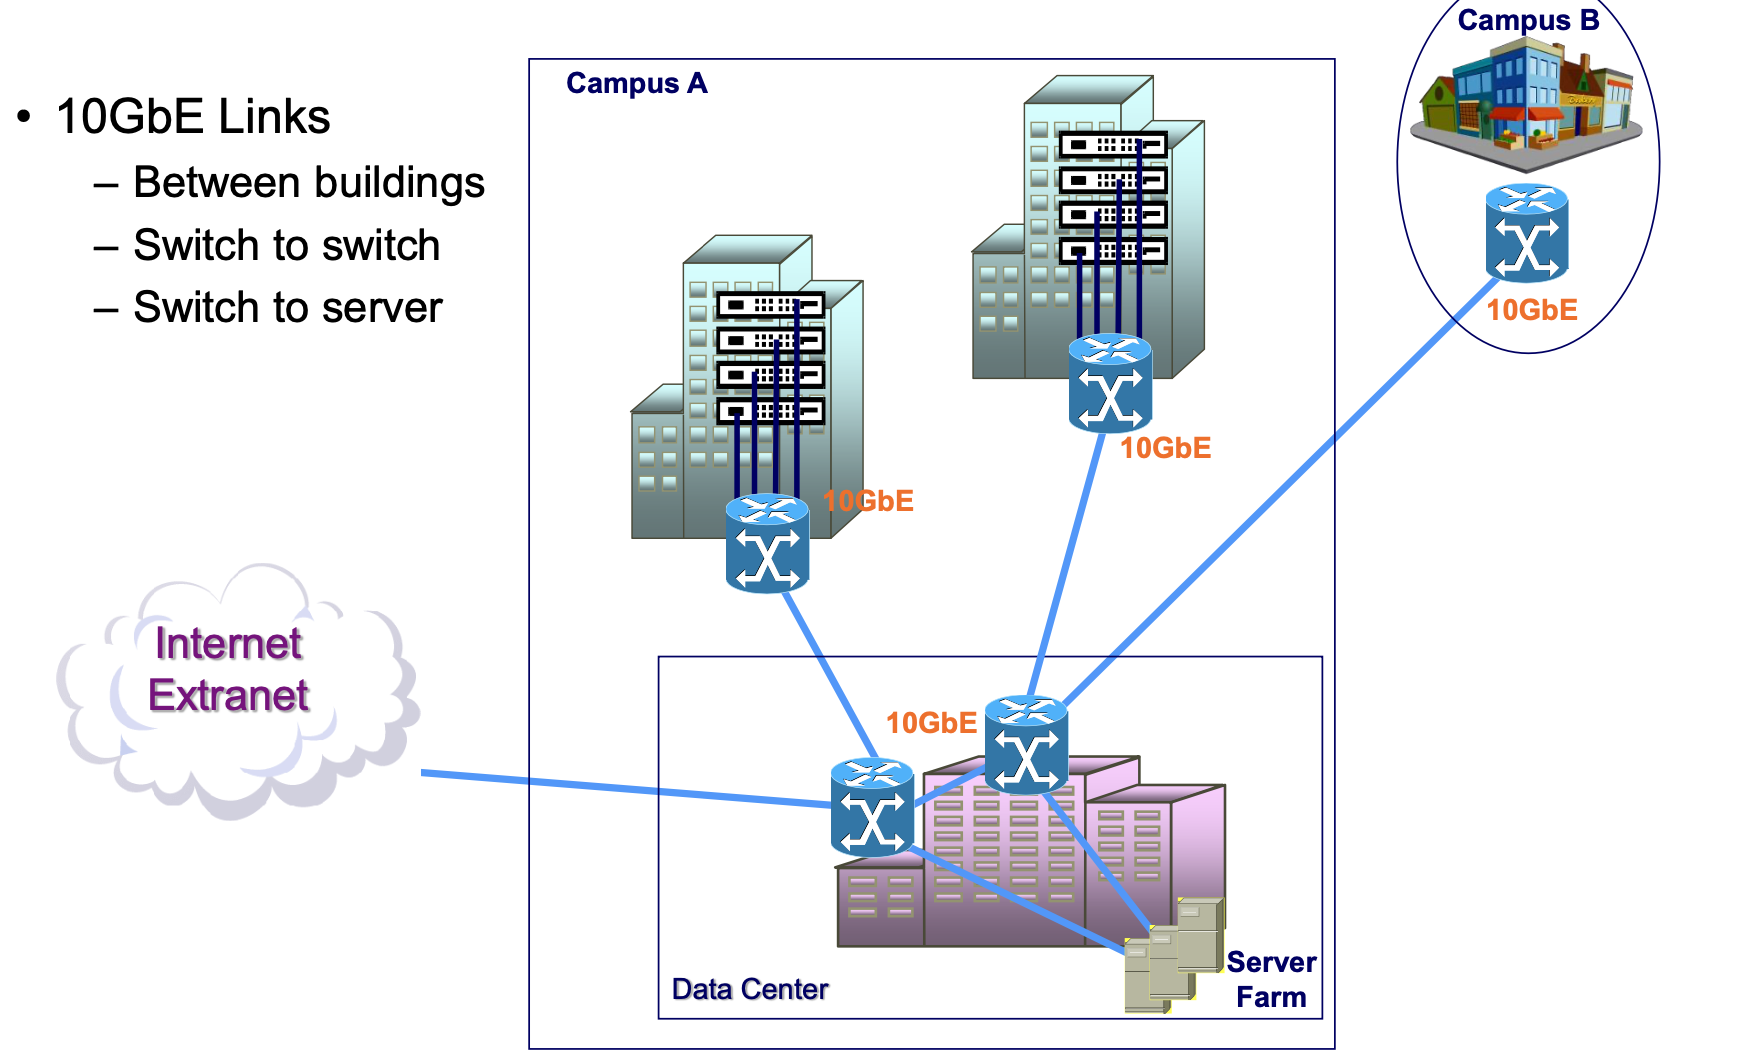 • 10GbE Links
– Between buildings
– Switch to switch
– Switch to server
Campus A
Campus B
10GbE
10GbE
10GbE
Internet
Extranet
10GbE
Data Center
Server
Farm